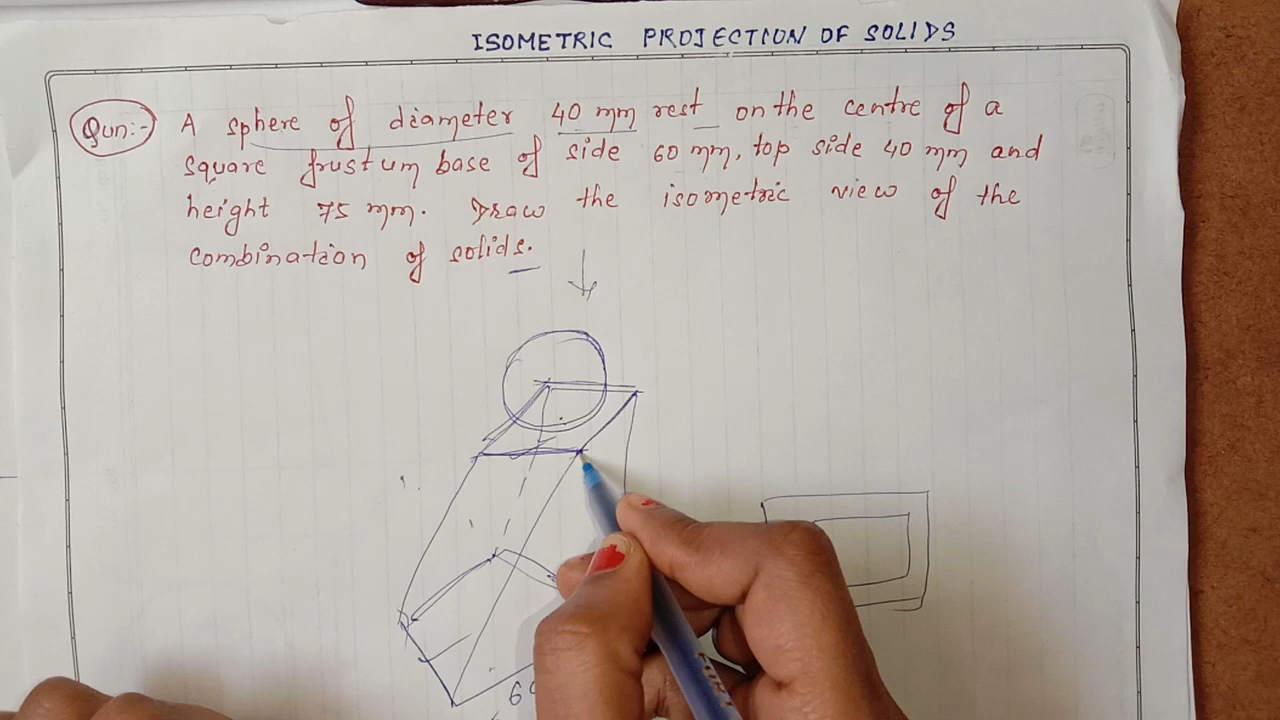 ISOMETRIC PROJECTION OF SOLIDS
Qun:- A sphere of diameter 40 mm rest on the centre of a
square frustum base of side 60 mm, top side 40 mm and
height 75 mm. Draw the isometric view of the
combination of solids.